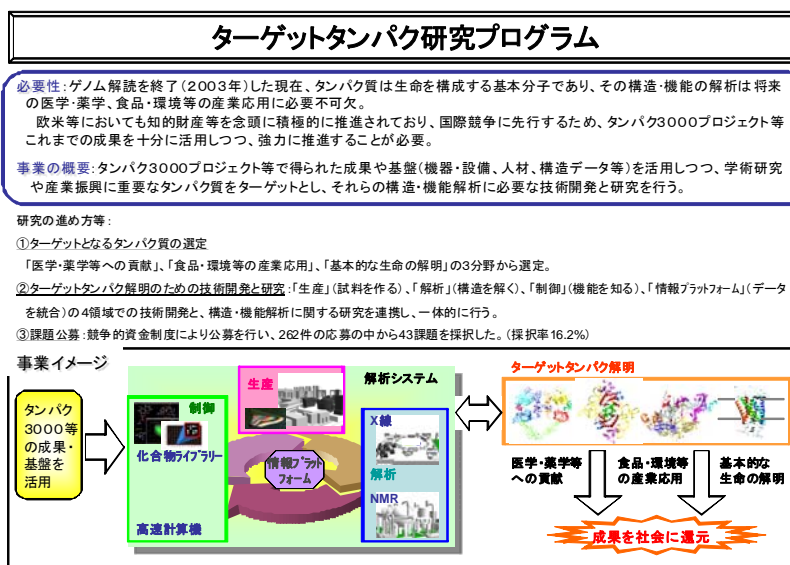 ターゲットタンパク研究プログラム
必要性:ゲノム解読を終了(2003年)した現在、タンパク質は生命を構成する基本分子であり、その構造・機能の解析は将来
の医学・薬学、食品・環境等の産業応用に必要不可欠。
欧米等においても知的財産等を念頭に積極的に推進されており、国際競争に先行するため、タンパク3000プロジェクト等
これまでの成果を十分に活用しつつ、強力に推進することが必要。
事業の概要:タンパク3000プロジェクト等で得られた成果や基盤(機器・設備、人材、構造データ等)を活用しつつ、学術研究
や産業振興に重要なタンパク質をターゲットとし、それらの構造・機能解析に必要な技術開発と研究を行う。
研究の進め方等:
①ターゲットとなるタンパク質の選定
「医学・薬学等への貢献」、「食品・環境等の産業応用」、「基本的な生命の解明」の3分野から選定。
②ターゲットタンパク解明のための技術開発と研究:「生産」(試料を作る)、「解析」(構造を解く)、「制御」(機能を知る)、「情報プラットフォーム」(データ
を統合)の4領域での技術開発と、構造・機能解析に関する研究を連携し、一体的に行う。
③課題公募:競争的資金制度により公募を行い、262件の応募の中から43課題を採択した。(採択率16.2%)
事業イメージ
タンパク
3000等
の成果・
基盤を
活用
制御
化合物ライブラリー
高速計算機
生産
情報プラット
フォーム
解析システム
X線
解析
NMR
ターゲットタンパク解明
医学・薬学等
への貢献
食品・環境等
の産業応用
基本的な
生命の解明
成果を社会に還元